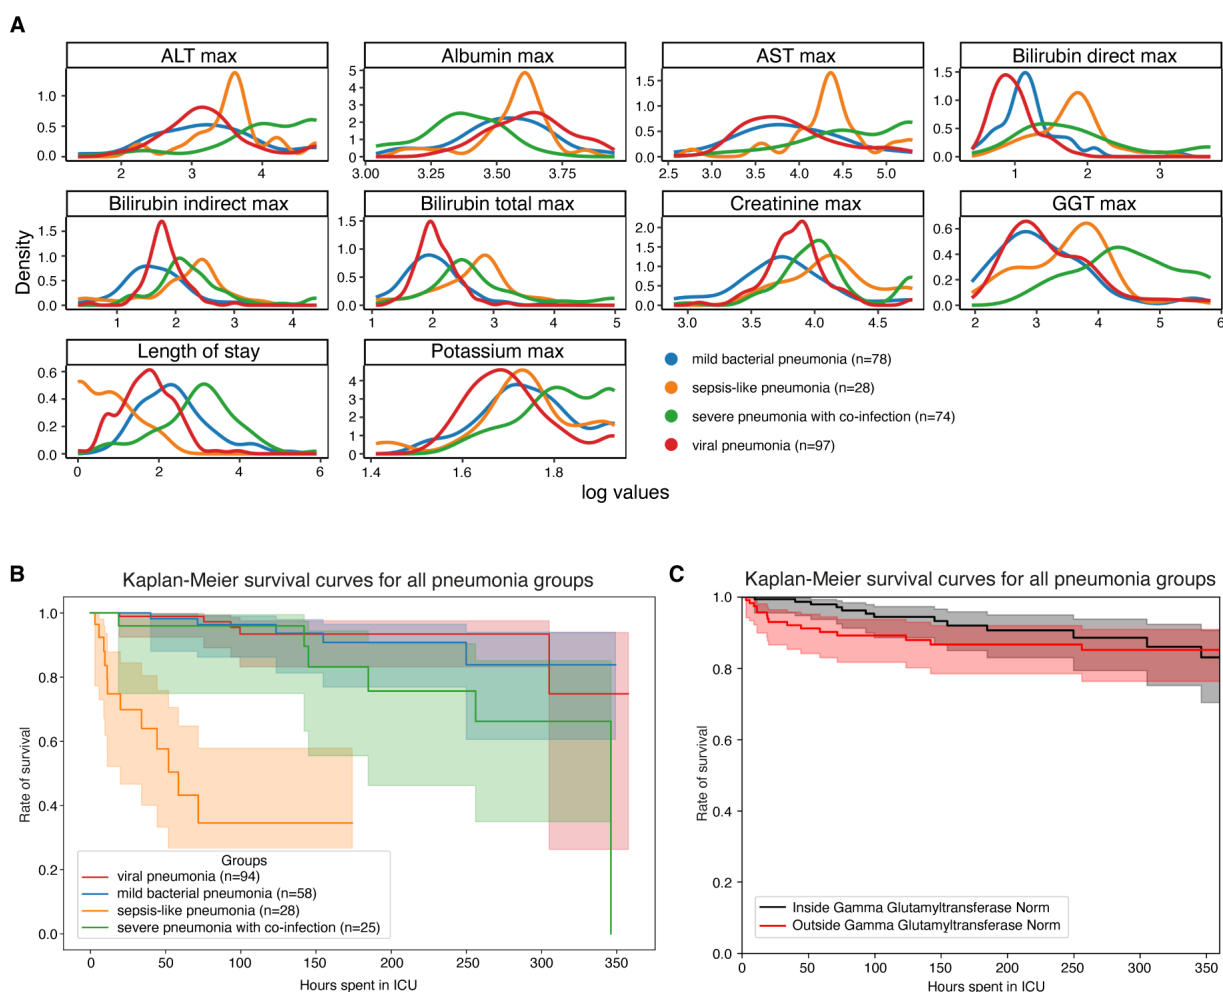 A
ALT max
Albumin max
AST max
Bilirubin direct max
1.0
0.5
0.0
2 3 4
5
4
3
2
1
0
3.00 3.25 3.50 3.75
1.5
1.0
0.5
0.0
2.5 3.0 3.5 4.0 4.5 5.0
1.5
1.0
0.5
0.0
1 2 3
Bilirubin indirect max
Bilirubin total max
Creatinine max
GGT max
Density
1.5
1.0
0.5
0.0
1 2 3 4
1.5
1.0
0.5
0.0
1 2 3 4 5
2.0
1.5
1.0
0.5
0.0
3.0 3.5 4.0 4.5
0.6
0.4
0.2
0.0
2 3 4 5 6
Length of stay
Potassium max
0.6
0.4
0.2
0.0
0 2 4 6
4
3
2
1
0
1.4 1.6 1.8
mild bacterial pneumonia (n=78)
sepsis-like pneumonia (n=28)
severe pneumonia with co-infection (n=74)
viral pneumonia (n=97)
log values
B
Kaplan-Meier survival curves for all pneumonia groups
Rate of survival
1.0
0.8
0.6
0.4
0.2
0.0
Groups
viral pneumonia (n=94)
mild bacterial pneumonia (n=58)
sepsis-like pneumonia (n=28)
severe pneumonia with co-infection (n=25)
0 50 100 150 200 250 300 350
Hours spent in ICU
C
Kaplan-Meier survival curves for all pneumonia groups
Rate of survival
1.0
0.8
0.6
0.4
0.2
0.0
Inside Gamma Glutamyltransferase Norm
Outside Gamma Glutamyltransferase Norm
0 50 100 150 200 250 300 350
Hours spent in ICU